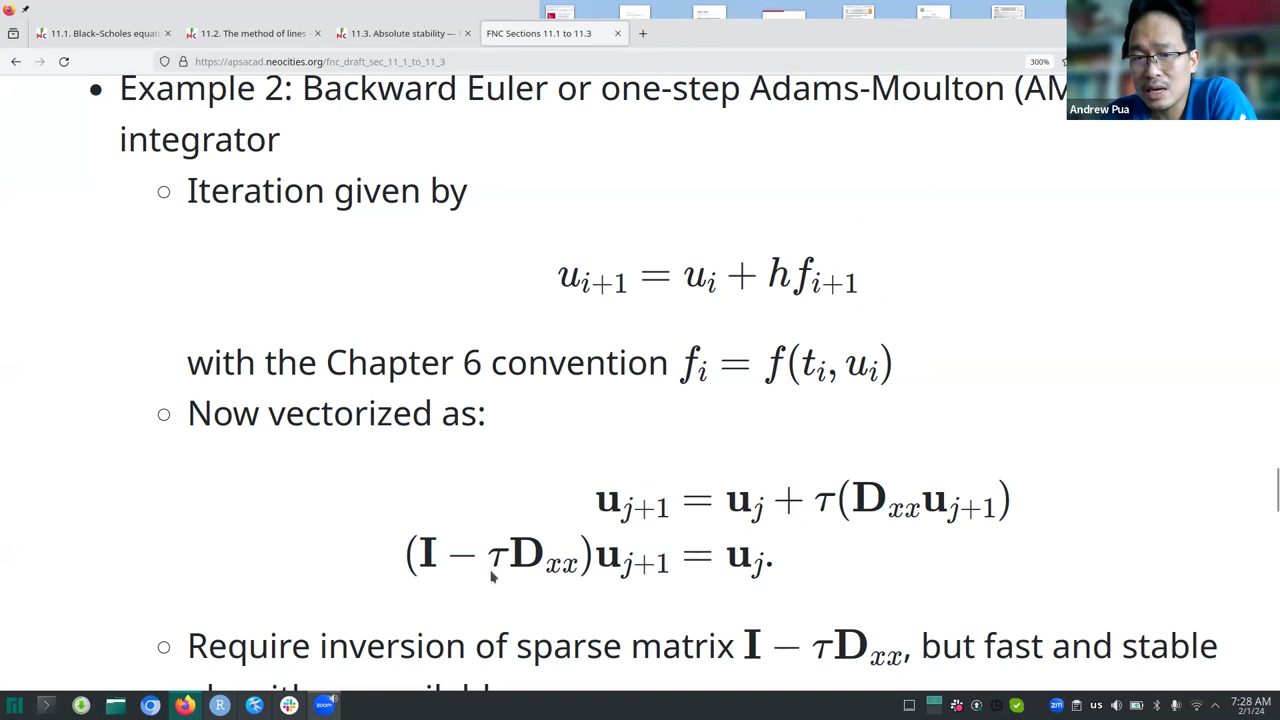 11.1. Black–Scholes equat
11.2. The method of lines
11.3. Absolute stability —
FNC Sections 11.1 to 11.3
https://apsacad.neocities.org/fnc_draft_sec_11_1_to_11_3
300%
Andrew Pua
Example 2: Backward Euler or one-step Adams-Moulton (AM
integrator
Iteration given by
u_{i+1} = u_i + hf_{i+1}
with the Chapter 6 convention f_i = f(t_i, u_i)
Now vectorized as:
u_{j+1} = u_j + τ(D_{xx}u_{j+1})
(I − τD_{xx})u_{j+1} = u_j.
Require inversion of sparse matrix I − τD_{xx}, but fast and stable
us
7:28 AM
2/1/24